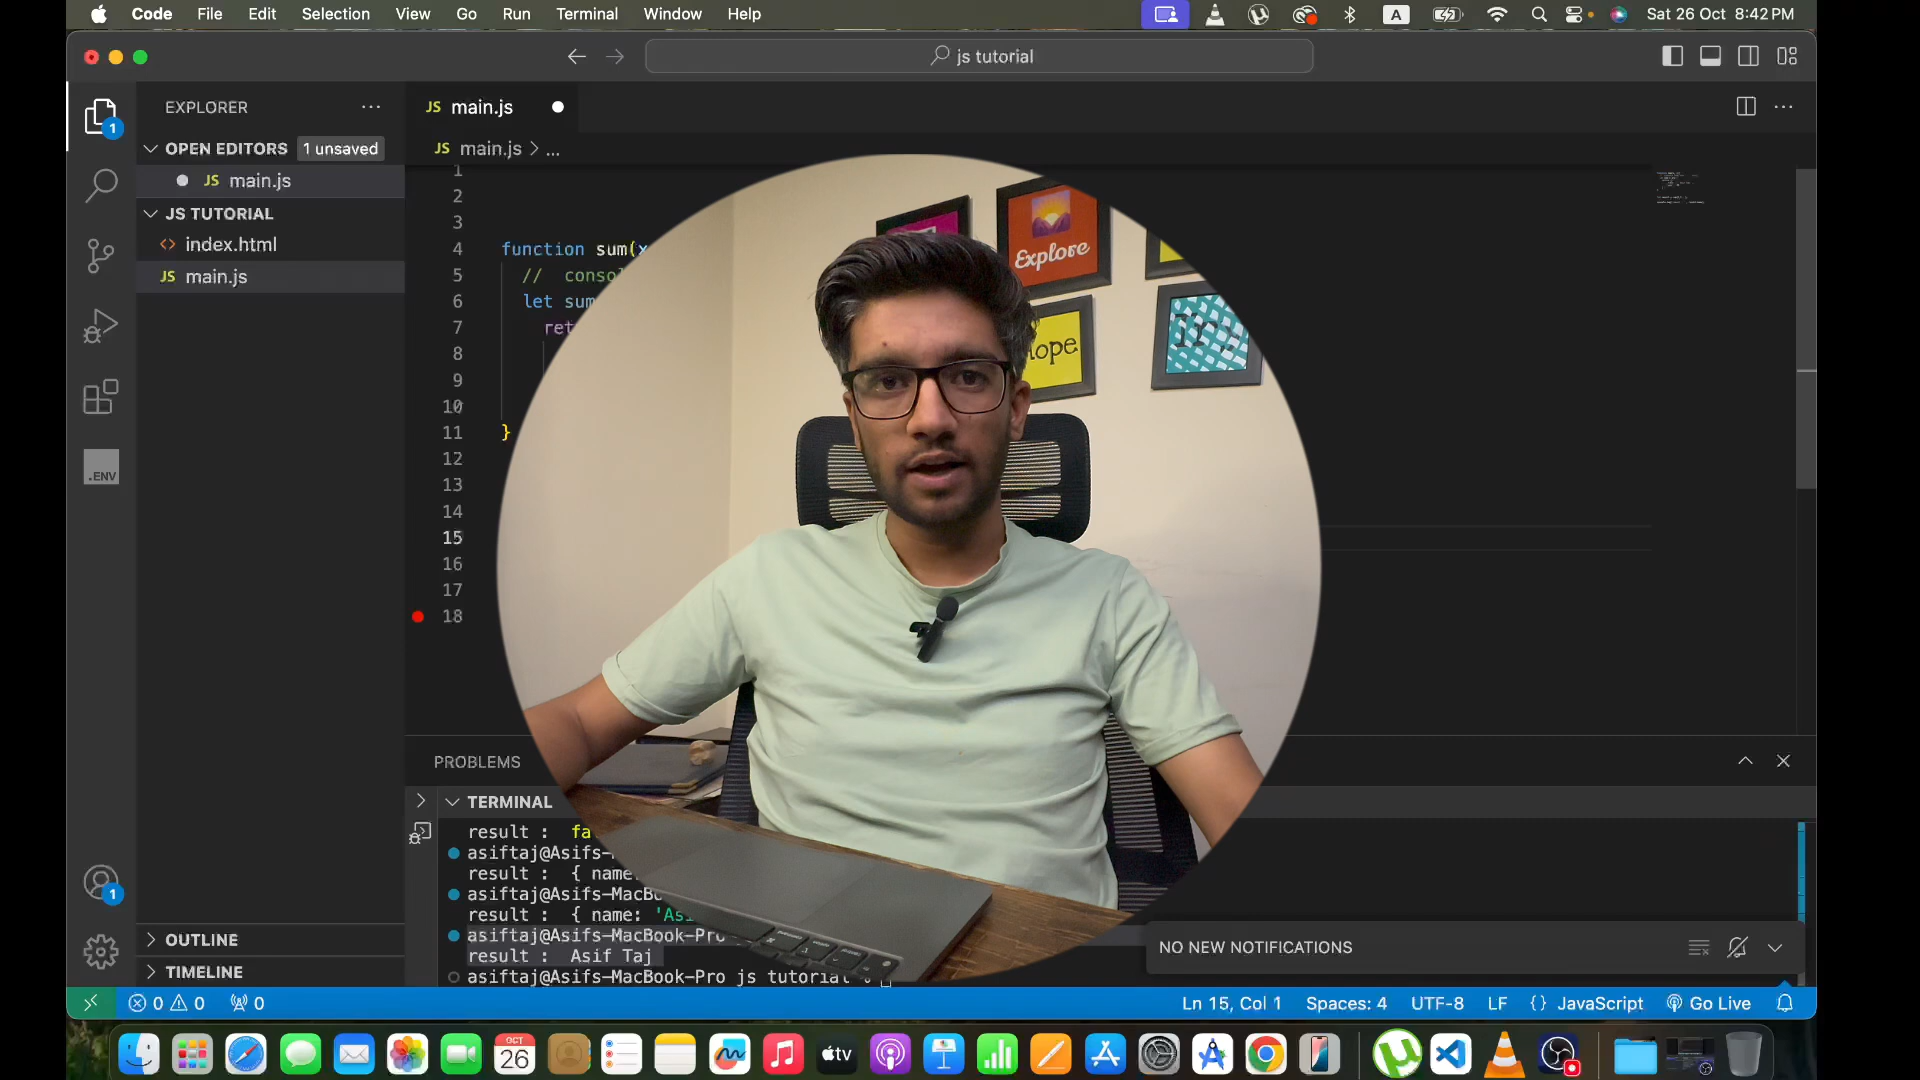 Code File Edit Selection View Go Run Terminal Window Help A Sat 26 Oct 8:42 PM
js tutorial
EXPLORER ...
JS main.js
OPEN EDITORS 1 unsaved
JS main.js > ...
JS main.js
JS TUTORIAL
<> index.html
JS main.js
1
2
3
4 function sum(x
5 // conso
6 let sum
7 ret
8
9
10
11 }
12
13
14
15
16
17
18
Explore
ope
.ENV
1
1
PROBLEMS
TERMINAL
result : fa
asiftaj@Asifs-
result : { name:
asiftaj@Asifs-MacBo
result : { name: 'Asi
asiftaj@Asifs-MacBook-Pro
result : Asif Taj
asiftaj@Asifs-MacBook-Pro js tutorial %
OUTLINE
TIMELINE
NO NEW NOTIFICATIONS
0 0 0 Ln 15, Col 1 Spaces: 4 UTF-8 LF {} JavaScript Go Live
OCT
26
tv